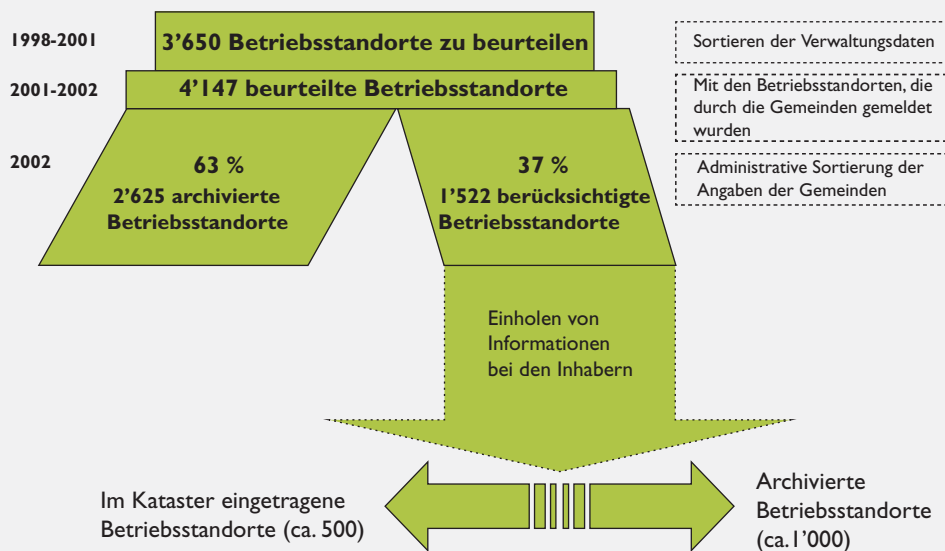 1998-2001
3’650 Betriebsstandorte zu beurteilen
Sortieren der Verwaltungsdaten
2001-2002
4’147 beurteilte Betriebsstandorte
Mit den Betriebsstandorten, die
durch die Gemeinden gemeldet
wurden
2002
63 %
2’625 archivierte
Betriebsstandorte
37 %
1’522 berücksichtigte
Betriebsstandorte
Administrative Sortierung der
Angaben der Gemeinden
Einholen von
Informationen
bei den Inhabern
Im Kataster eingetragene
Betriebsstandorte (ca. 500)
Archivierte
Betriebsstandorte
(ca.1’000)